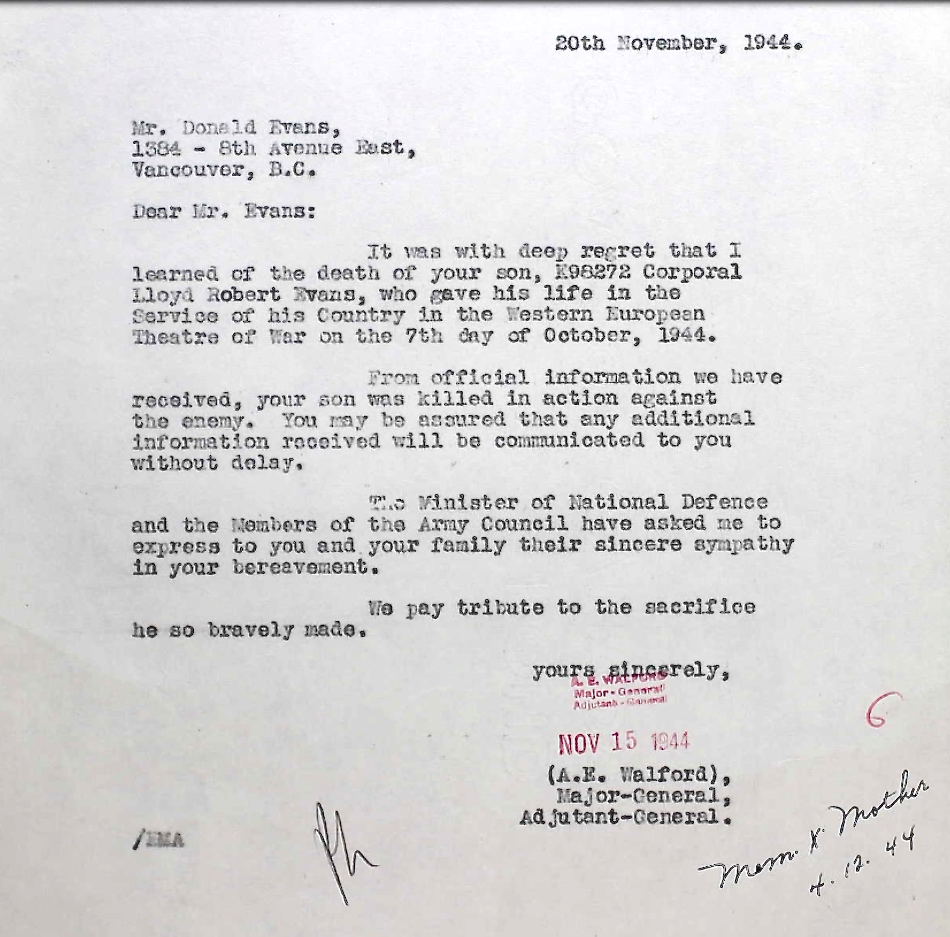 20th November, 1944.
Mr. Donald Evans,
1384 - 8th Avenue East,
Vancouver, B.C.
Dear Mr. Evans:
It was with deep regret that I
learned of the death of your son, K98272 Corporal
Lloyd Robert Evans, who gave his life in the
Service of his Country in the Western European
Theatre of War on the 7th day of October, 1944.
From official information we have
received, your son was killed in action against
the enemy. You may be assured that any additional
information received will be communicated to you
without delay.
The Minister of National Defence
and the Members of the Army Council have asked me to
express to you and your family their sincere sympathy
in your bereavement.
We pay tribute to the sacrifice
he so bravely made.
yours sincerely,
A. E. WALFORD
Major-General
Adjutant-General
NOV 15 1944
6
(A.E. Walford),
Major-General,
Adjutant-General.
Mem. X Mother
4.12.44